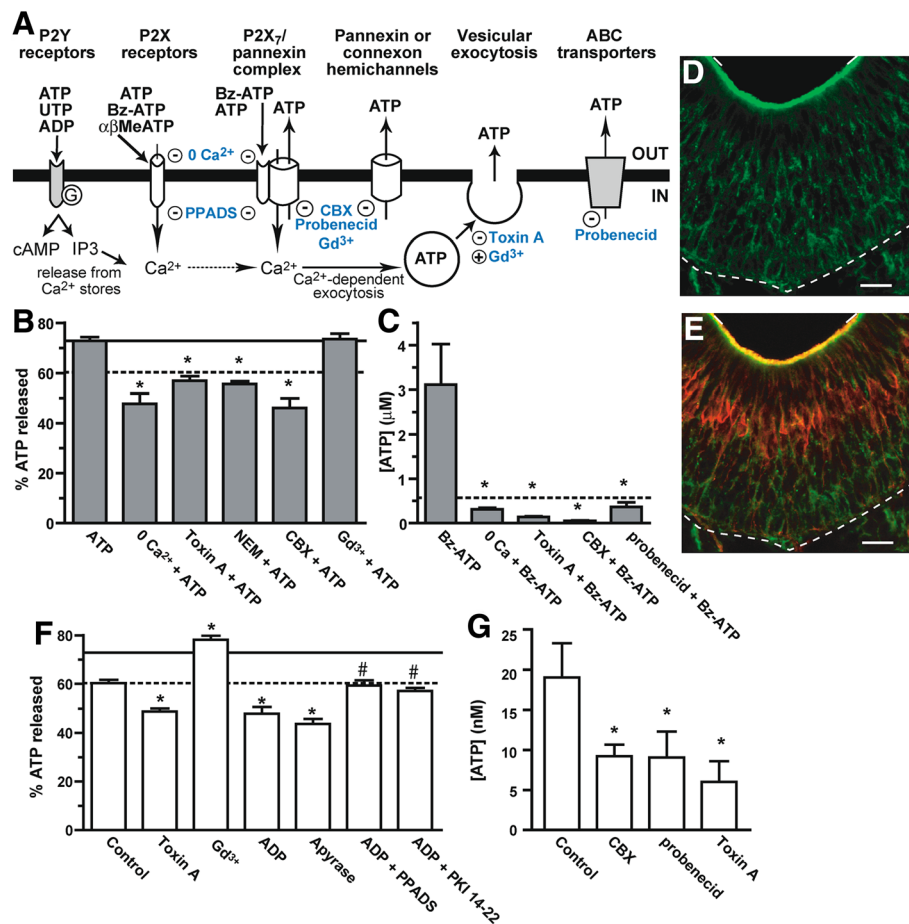 A
P2Y receptors
P2X receptors
P2X7/ pannexin complex
Pannexin or connexon hemichannels
Vesicular exocytosis
ABC transporters
ATP
UTP
ADP
ATP
Bz-ATP
αβMeATP
Bz-ATP
ATP
ATP
ATP
ATP
ATP
− 0 Ca²⁺ −
OUT
IN
G
− PPADS −
− CBX −
Probenecid
Gd³⁺
− Toxin A
+ Gd³⁺
−
Probenecid
cAMP IP3
release from
Ca²⁺ stores
Ca²⁺
Ca²⁺
Ca²⁺-dependent
exocytosis
ATP
B
% ATP released
80
60
40
20
0
*
*
*
*
ATP
0 Ca²⁺ + ATP
Toxin A + ATP
NEM + ATP
CBX + ATP
Gd³⁺ + ATP
C
[ATP] (μM)
4
3
2
1
0
*
*
*
*
Bz-ATP
0 Ca + Bz-ATP
Toxin A + Bz-ATP
CBX + Bz-ATP
probenecid + Bz-ATP
D
E
F
% ATP released
80
60
40
20
0
*
*
*
*
#
#
Control
Toxin A
Gd³⁺
ADP
Apyrase
ADP + PPADS
ADP + PKI 14-22
G
[ATP] (nM)
25
20
15
10
5
0
*
*
*
Control
CBX
probenecid
Toxin A